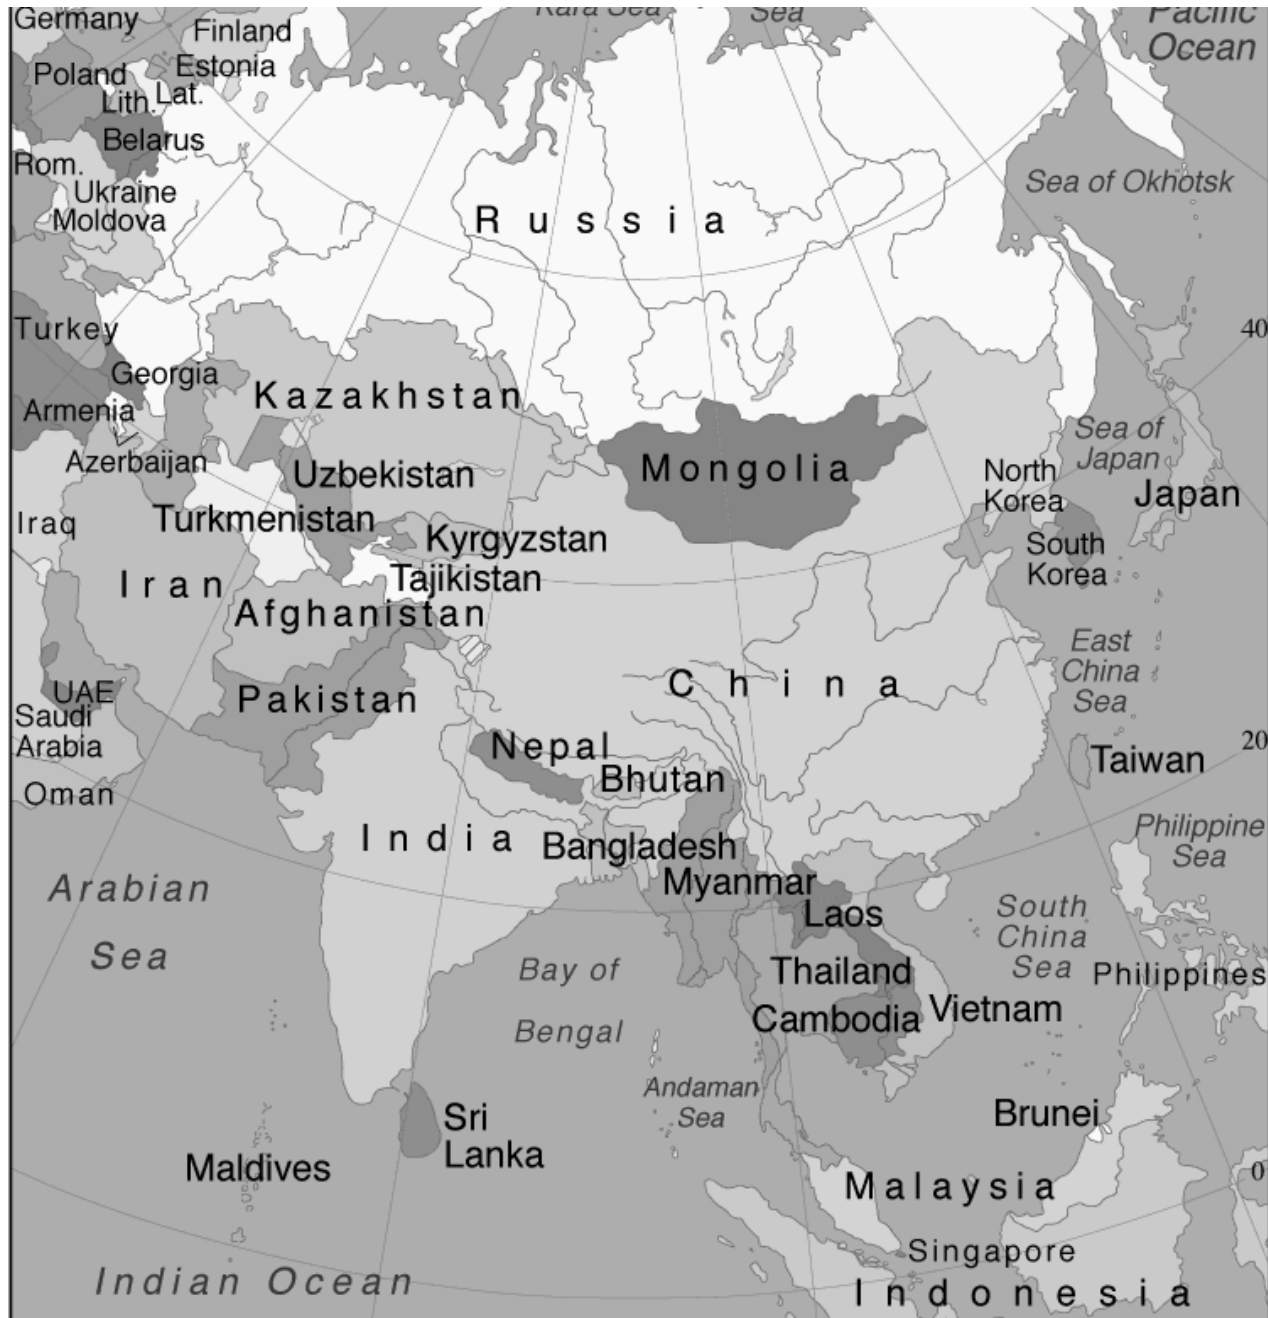 Germany
Finland
Kara Sea
Sea
Pacific
Ocean
Poland
Estonia
Lith.
Lat.
Belarus
Rom.
Ukraine
Moldova
Sea of Okhotsk
Russia
Turkey
40
Georgia
Kazakhstan
Armenia
Azerbaijan
Sea of
Japan
Uzbekistan
Mongolia
North
Korea
Japan
Iraq
Turkmenistan
Kyrgyzstan
South
Korea
Iran
Tajikistan
Afghanistan
East
China
Sea
UAE
Pakistan
China
Saudi
Arabia
Nepal
20
Taiwan
Oman
Bhutan
India
Bangladesh
Philippine
Sea
Arabian
Sea
Myanmar
Laos
South
China
Sea
Bay of
Bengal
Thailand
Philippines
Cambodia
Vietnam
Andaman
Sea
Sri
Lanka
Brunei
Maldives
Malaysia
0
Singapore
Indian Ocean
Indonesia